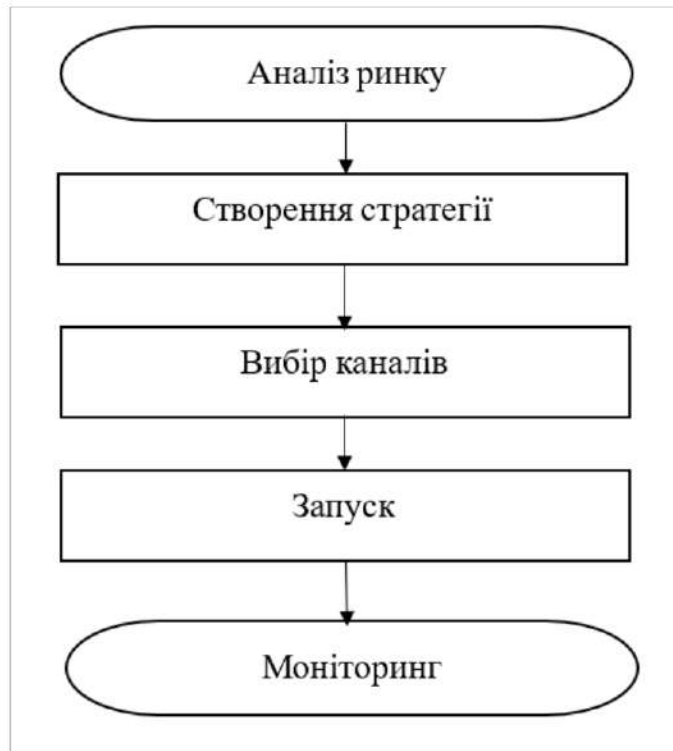 Аналіз ринку
Створення стратегії
Вибір каналів
Запуск
Моніторинг